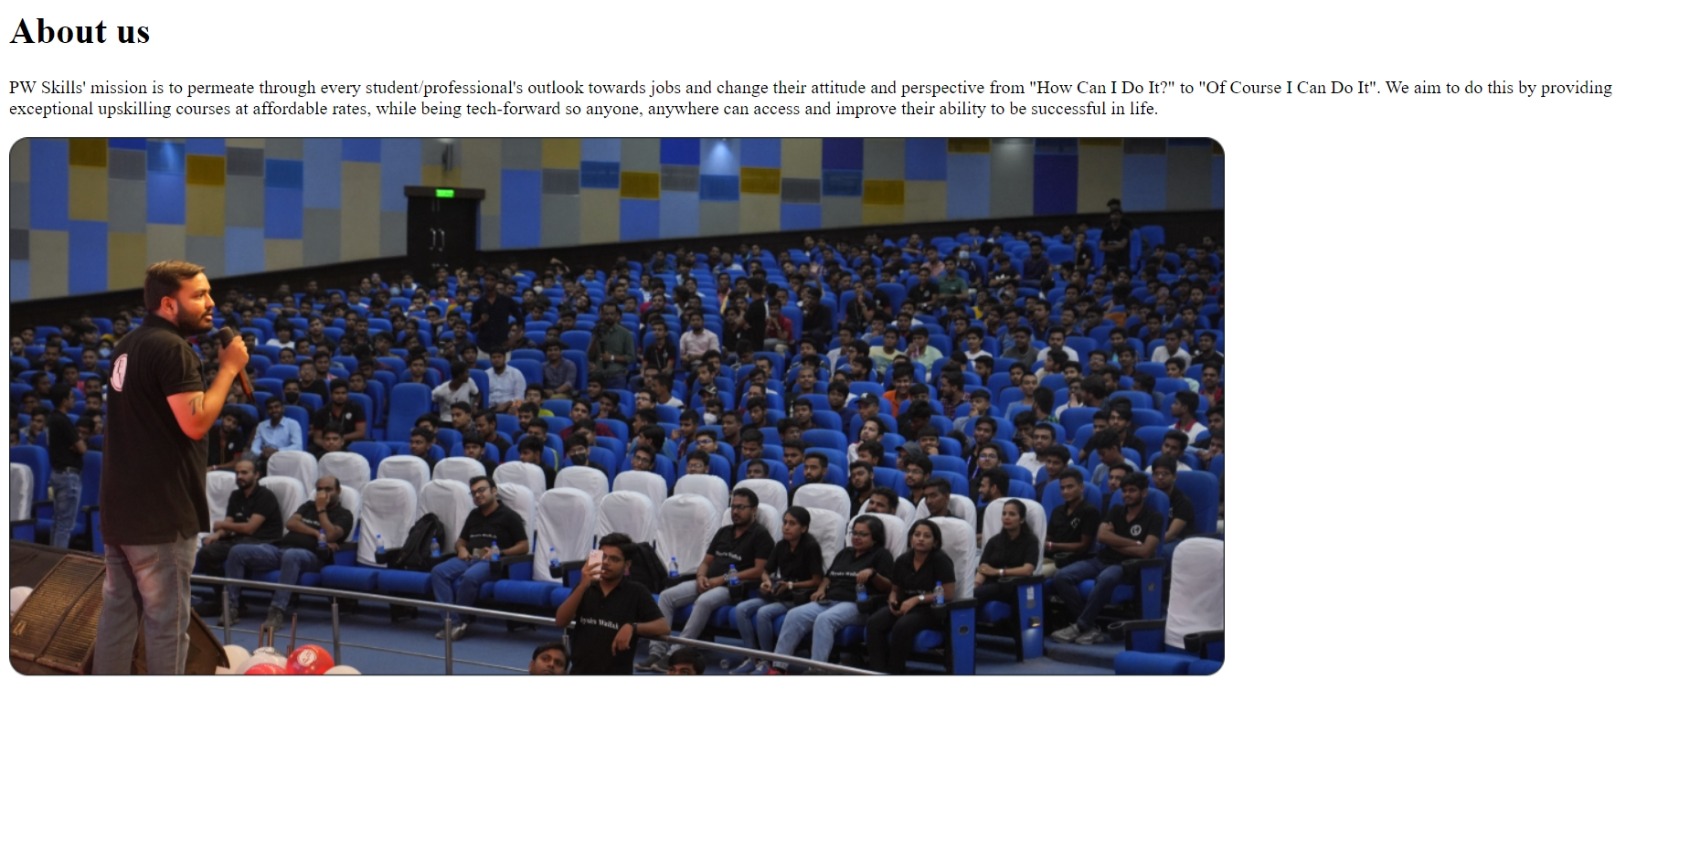 About us
PW Skills' mission is to permeate through every student/professional's outlook towards jobs and change their attitude and perspective from "How Can I Do It?" to "Of Course I Can Do It". We aim to do this by providing
exceptional upskilling courses at affordable rates, while being tech-forward so anyone, anywhere can access and improve their ability to be successful in life.